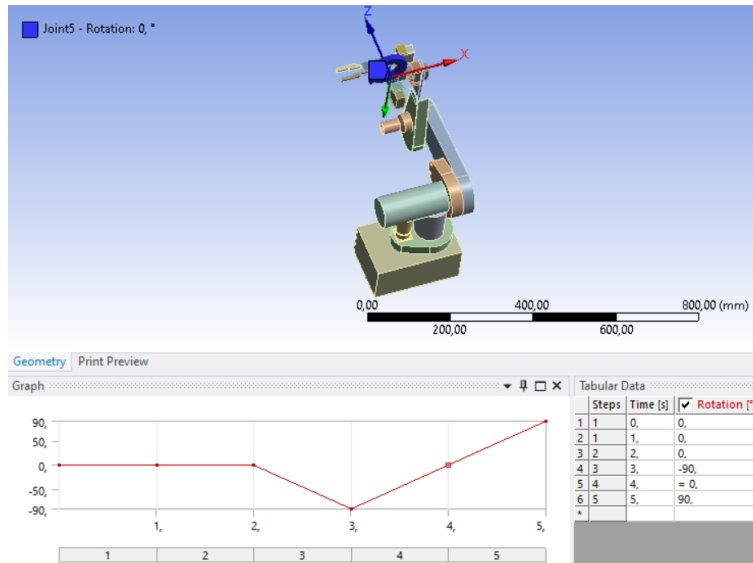 Joint5 - Rotation: 0, °
Z
X
0,00 400,00 800,00 (mm)
200,00 600,00
Geometry Print Preview
Graph
Tabular Data
90,
50,
0,
-50,
-90,
1, 2, 3, 4, 5,
1 2 3 4 5
Steps Time [s] Rotation [°
1 1 0, 0,
2 1 1, 0,
3 2 2, 0,
4 3 3, -90,
5 4 4, = 0,
6 5 5, 90,
*